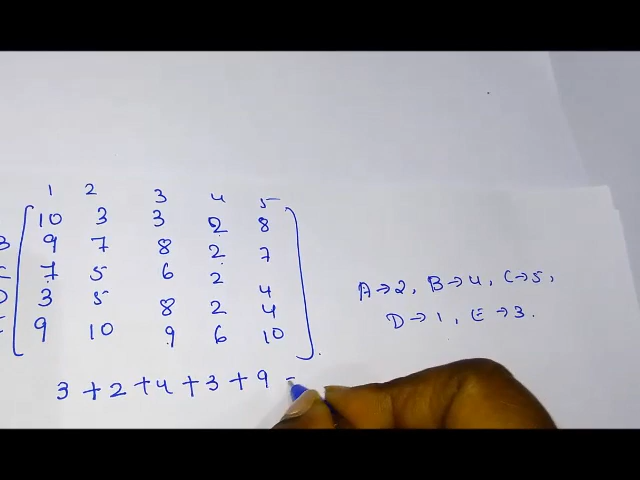 1 2 3 4 5
10 3 3 2 8
B 9 7 8 2 7
C 7 5 6 2 4
D 3 5 8 2 4
E 9 10 9 6 10
A→2, B→4, C→5,
D→1, E→3.
3 + 2 + 4 + 3 + 9 =